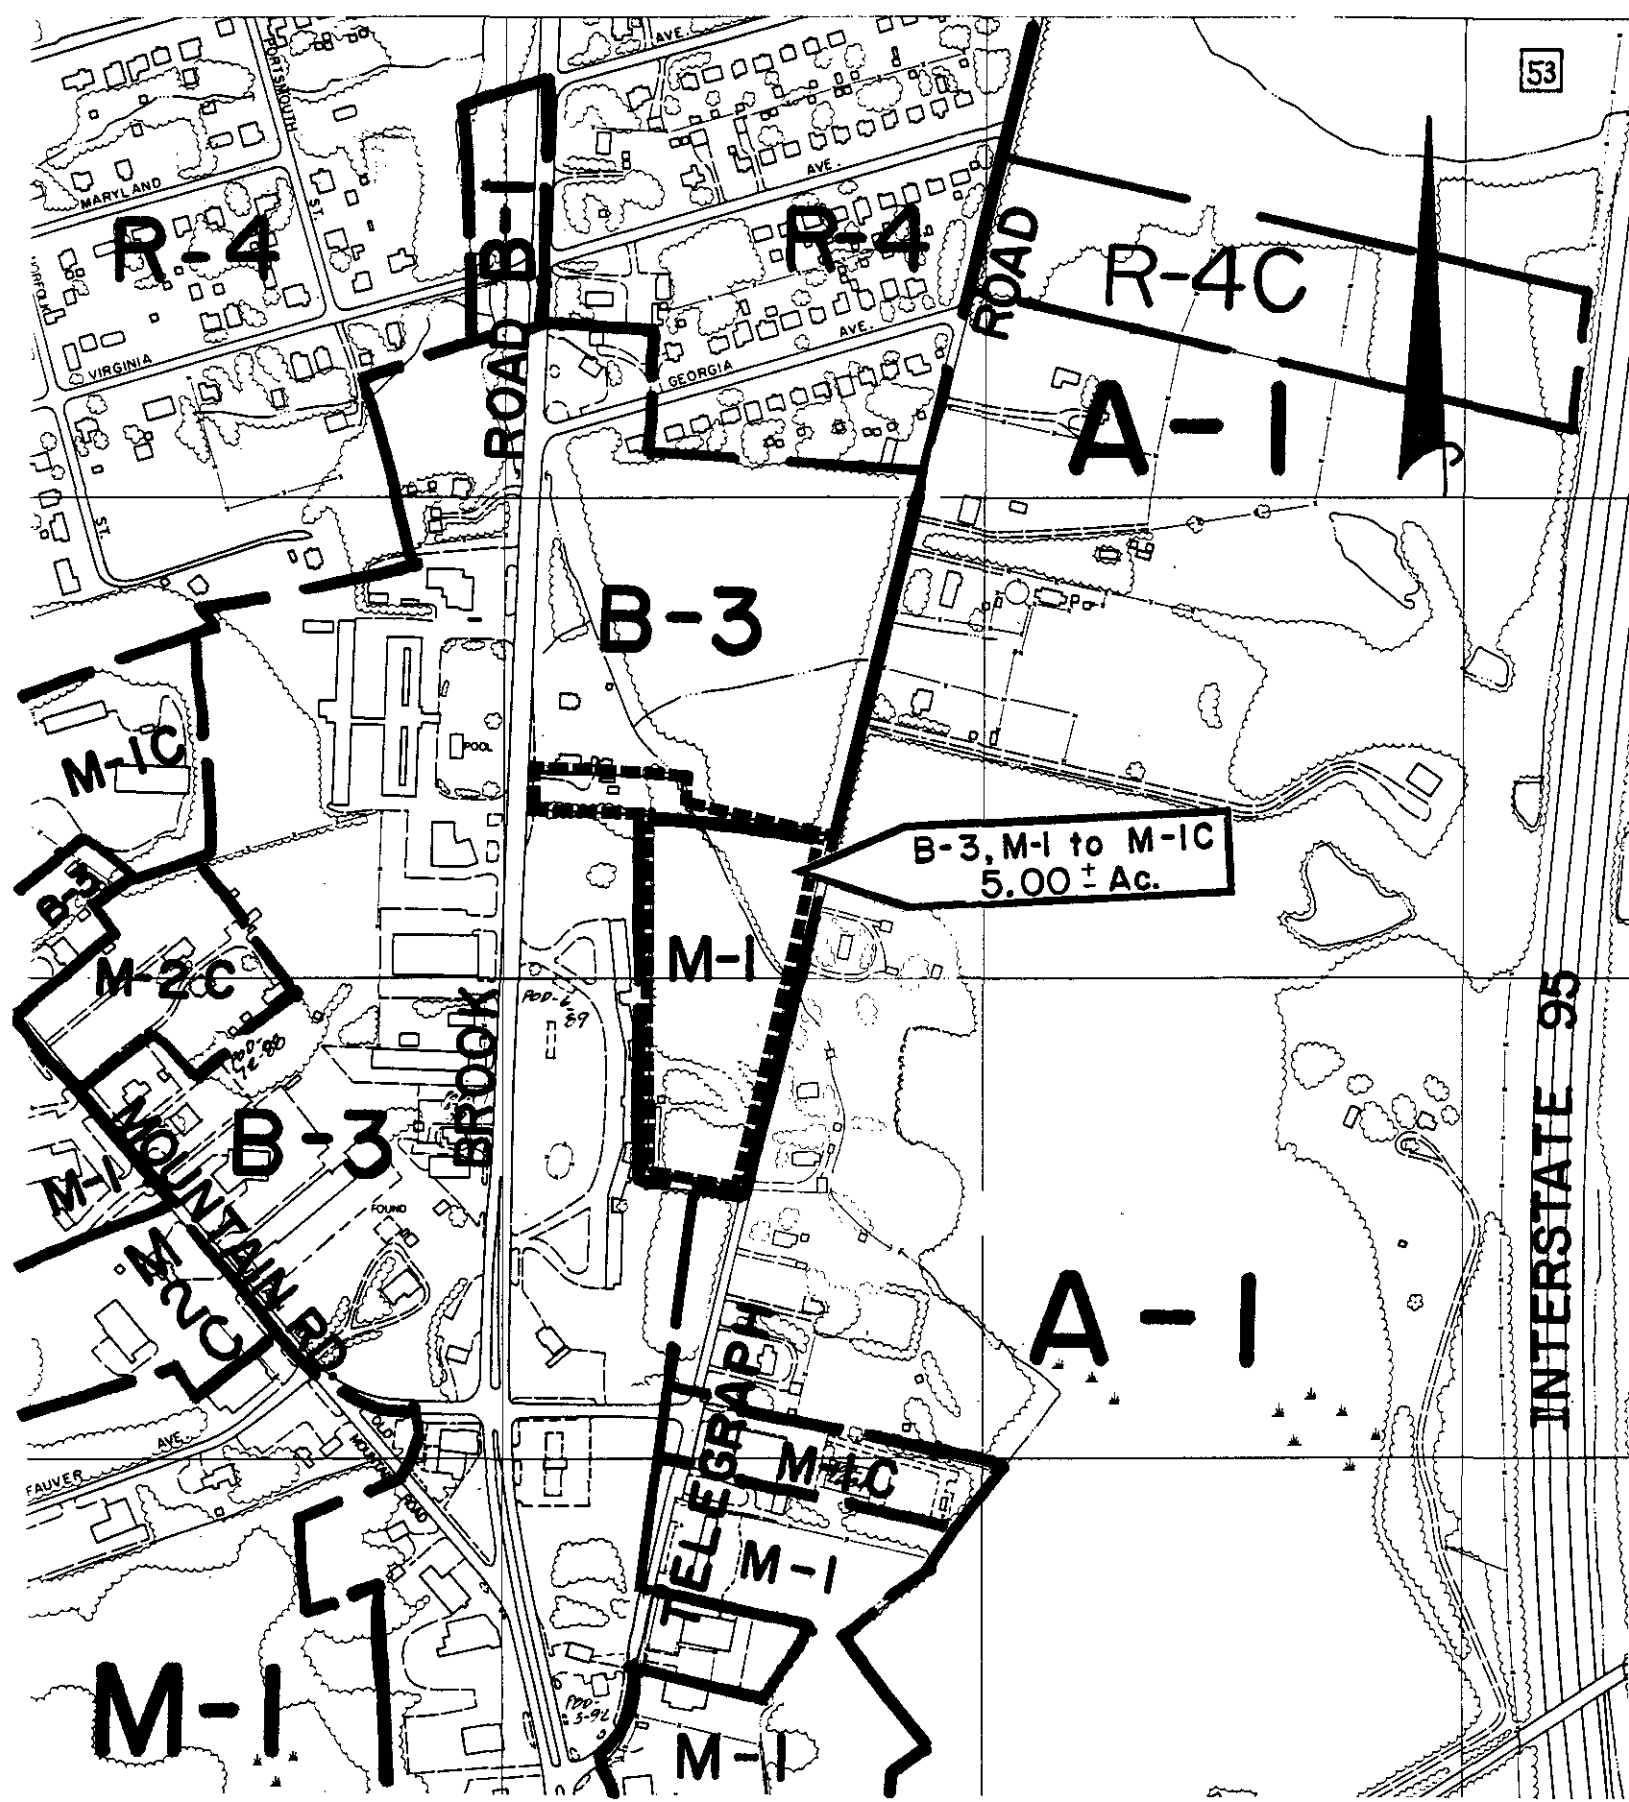 AVE.
53
PORTSMOUTH
ST.
MARYLAND
AVE.
R-4
B-1
R-4
ROAD
R-4C
VIRGINIA
ROAD
GEORGIA
AVE.
A-1
ST.
B-3
M-1C
POOL
B-3, M-1 to M-1C
5.00 ± Ac.
B-3
M-2C
M-1
POD-6-89
BROOK
INTERSTATE 95
B-3
MOUNTAIN RD.
M-1
FOUND
M
2C
A-1
TELEGRAPH
OLD
MOUNTAIN
ROAD
AVE.
FAUVER
M-1C
M-1
M-1
POD-
3-92
M-1